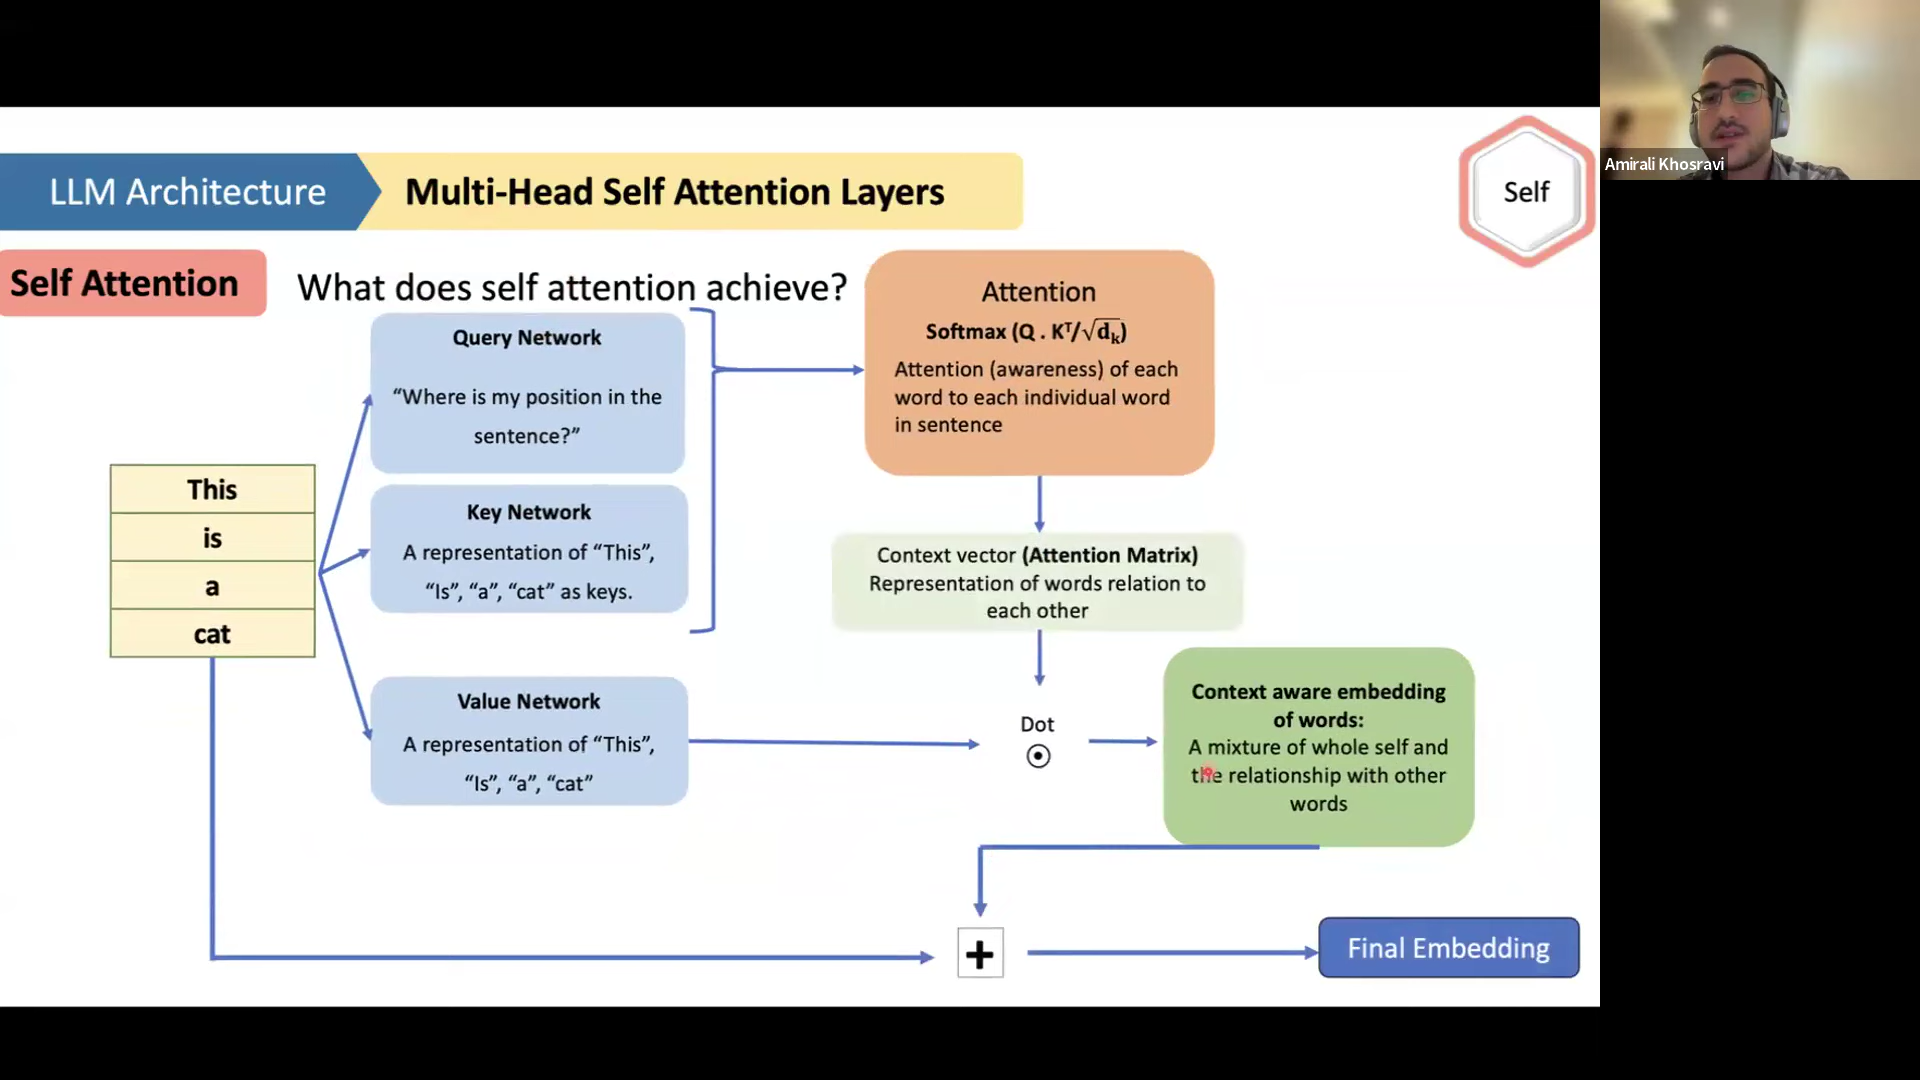 LLM Architecture
Multi-Head Self Attention Layers
Self
Amirali Khosravi
Self Attention
What does self attention achieve?
Query Network
“Where is my position in the
sentence?”
Key Network
A representation of “This”,
“Is”, “a”, “cat” as keys.
Value Network
A representation of “This”,
“Is”, “a”, “cat”
This
is
a
cat
Attention
Softmax (Q . Kᵀ/√dₖ)
Attention (awareness) of each
word to each individual word
in sentence
Context vector (Attention Matrix)
Representation of words relation to
each other
Dot
Context aware embedding
of words:
A mixture of whole self and
the relationship with other
words
+
Final Embedding